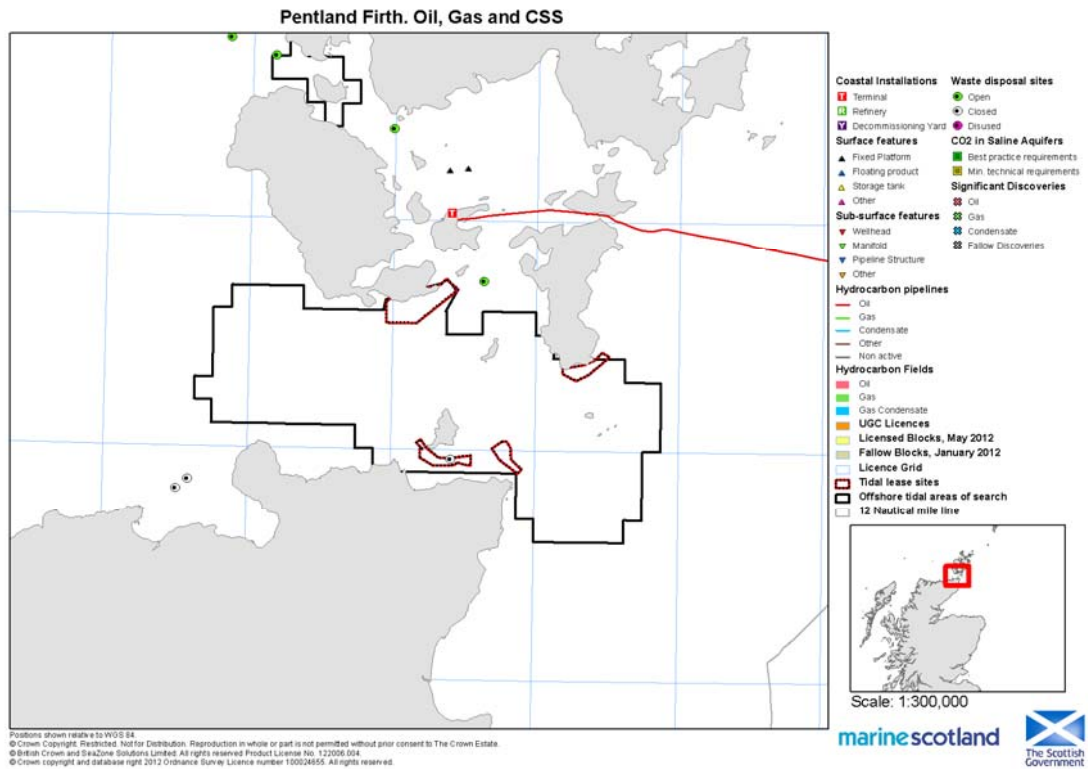 Pentland Firth. Oil, Gas and CSS
Coastal Installations
T Terminal
R Refinery
Y Decommissioning Yard
Surface features
Fixed Platform
Floating product
Storage tank
Other
Sub-surface features
Wellhead
Manifold
Pipeline Structure
Other
Hydrocarbon pipelines
Oil
Gas
Condensate
Other
Non active
Hydrocarbon Fields
Oil
Gas
Gas Condensate
UGC Licences
Licensed Blocks, May 2012
Fallow Blocks, January 2012
Licence Grid
Tidal lease sites
Offshore tidal areas of search
12 Nautical mile line
Waste disposal sites
Open
Closed
Disused
CO2 in Saline Aquifers
Best practice requirements
Min. technical requirements
Significant Discoveries
Oil
Gas
Condensate
Fallow Discoveries
T
Scale: 1:300,000
Positions shown relative to WGS 84.
© Crown Copyright. Restricted. Not for Distribution. Reproduction in whole or part is not permitted without prior consent to The Crown Estate.
© British Crown and SeaZone Solutions Limited. All rights reserved Product License No. 122006.004.
© Crown copyright and database right 2012 Ordnance Survey Licence number 100024655. All rights reserved.
marinescotland
The Scottish
Government